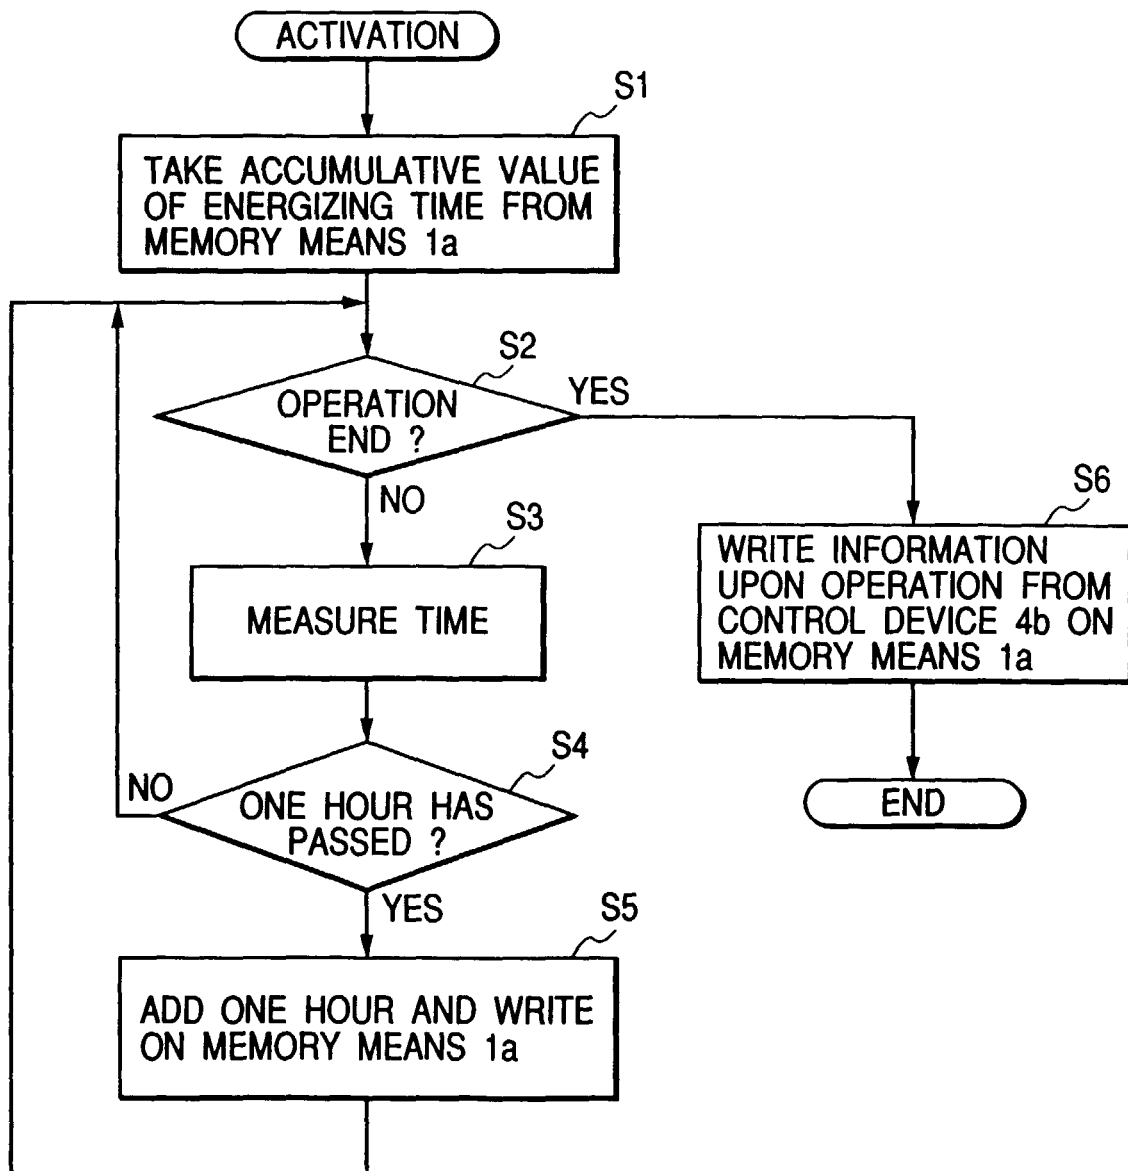 ACTIVATION
S1
TAKE ACCUMULATIVE VALUE
OF ENERGIZING TIME FROM
MEMORY MEANS 1a
S2
OPERATION
END ?
YES
NO
S3
MEASURE TIME
S6
WRITE INFORMATION
UPON OPERATION FROM
CONTROL DEVICE 4b ON
MEMORY MEANS 1a
END
S4
ONE HOUR HAS
PASSED ?
NO
YES
S5
ADD ONE HOUR AND WRITE
ON MEMORY MEANS 1a